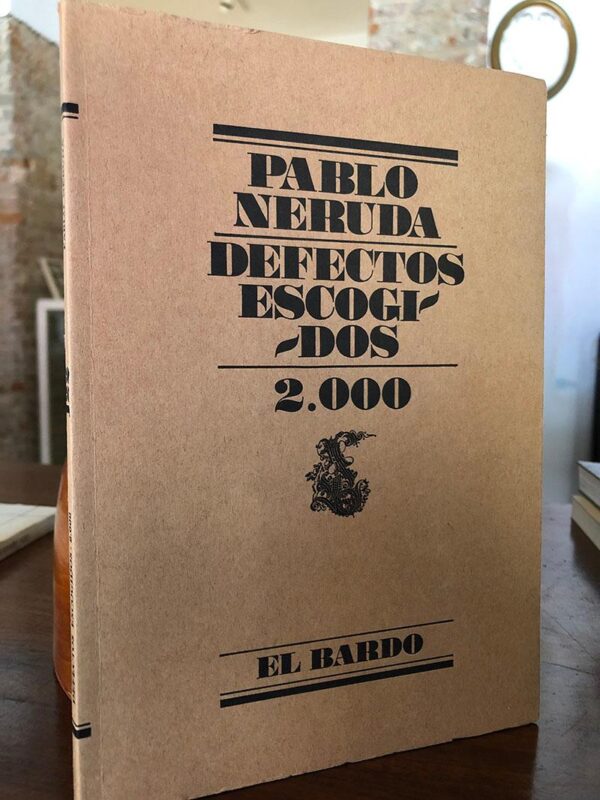 PABLO
NERUDA
DEFECTOS
ESCOGI-
-DOS
2.000
EL BARDO